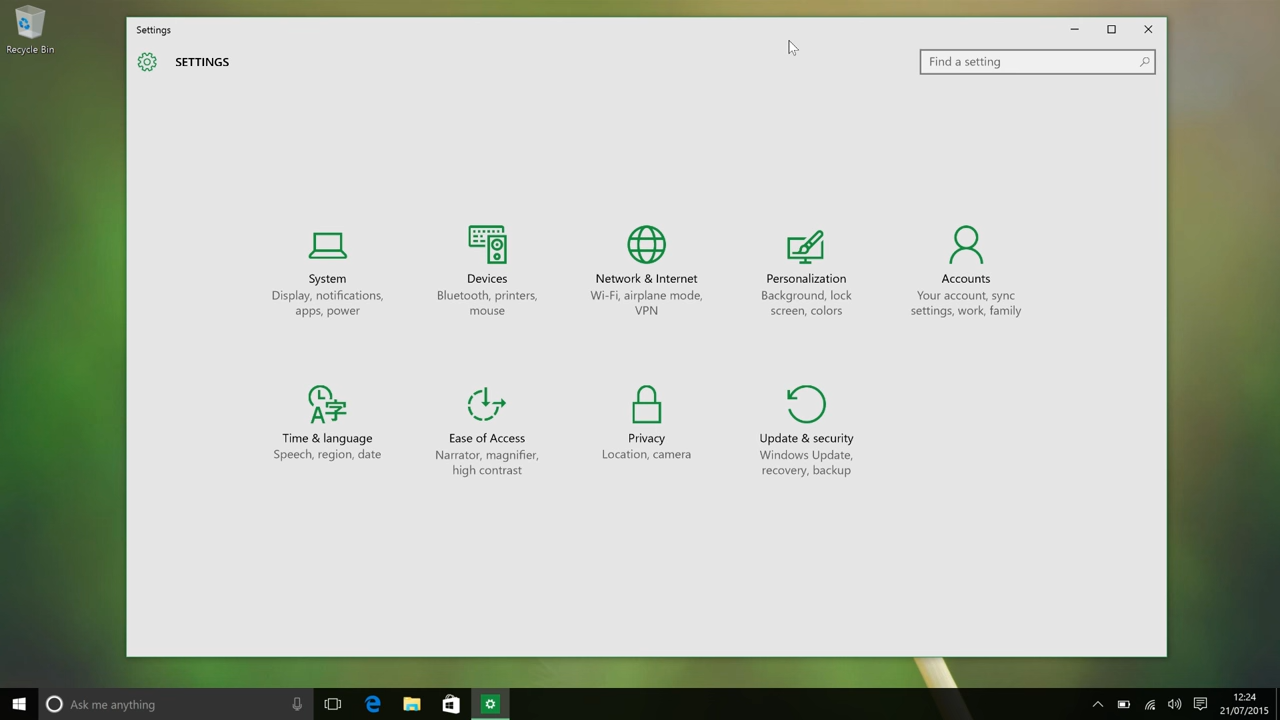 Recycle Bin
Settings
SETTINGS
Find a setting
System
Display, notifications,
apps, power
Devices
Bluetooth, printers,
mouse
Network & Internet
Wi-Fi, airplane mode,
VPN
Personalization
Background, lock
screen, colors
Accounts
Your account, sync
settings, work, family
Time & language
Speech, region, date
Ease of Access
Narrator, magnifier,
high contrast
Privacy
Location, camera
Update & security
Windows Update,
recovery, backup
Ask me anything
12:24
21/07/2015